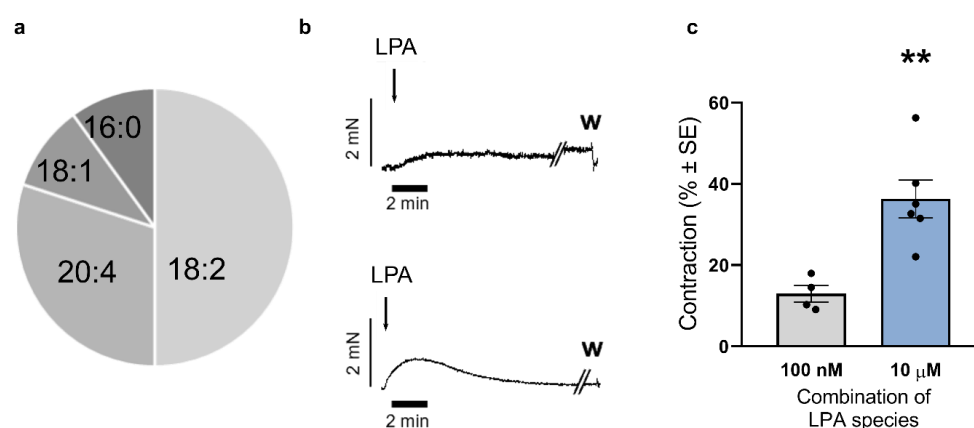 a
16:0
18:1
20:4
18:2
b
LPA
2 mN
W
2 min
LPA
2 mN
W
2 min
c
**
Contraction (% ± SE)
60
40
20
0
100 nM
10 μM
Combination of
LPA species